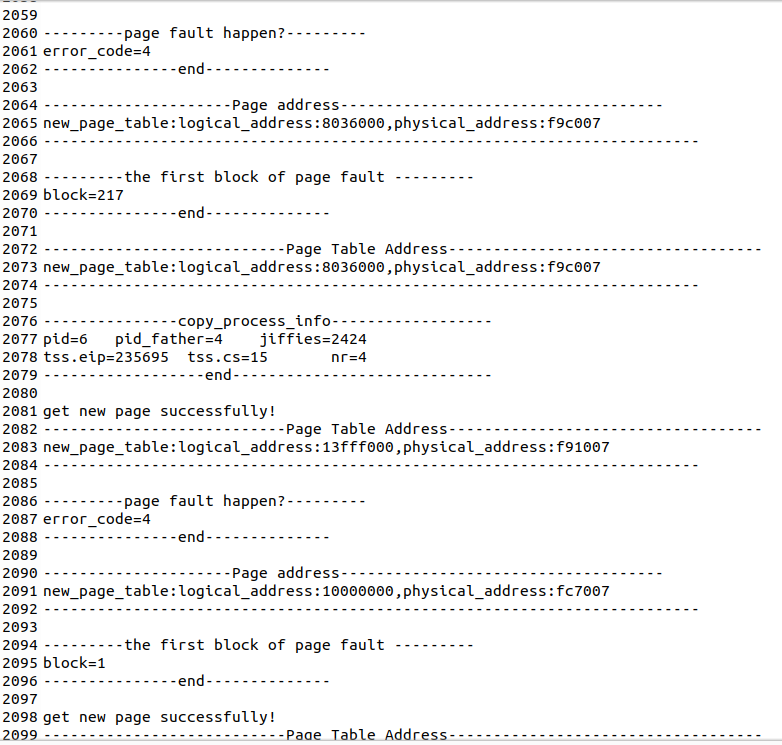 2059
2060 ---------page fault happen?---------
2061 error_code=4
2062 ---------------end--------------
2063
2064 ---------------------Page address------------------------------------
2065 new_page_table:logical_address:8036000,physical_address:f9c007
2066 -------------------------------------------------------------------------
2067
2068 ---------the first block of page fault ---------
2069 block=217
2070 ---------------end--------------
2071
2072 ---------------------------Page Table Address-----------------------------------
2073 new_page_table:logical_address:8036000,physical_address:f9c007
2074 -------------------------------------------------------------------------
2075
2076 ---------------copy_process_info------------------
2077 pid=6   pid_father=4    jiffies=2424
2078 tss.eip=235695  tss.cs=15       nr=4
2079 ------------------end-----------------------------
2080
2081 get new page successfully!
2082 ---------------------------Page Table Address-----------------------------------
2083 new_page_table:logical_address:13fff000,physical_address:f91007
2084 -------------------------------------------------------------------------
2085
2086 ---------page fault happen?---------
2087 error_code=4
2088 ---------------end--------------
2089
2090 ---------------------Page address------------------------------------
2091 new_page_table:logical_address:10000000,physical_address:fc7007
2092 -------------------------------------------------------------------------
2093
2094 ---------the first block of page fault ---------
2095 block=1
2096 ---------------end--------------
2097
2098 get new page successfully!
2099 ---------------------------Page Table Address-----------------------------------